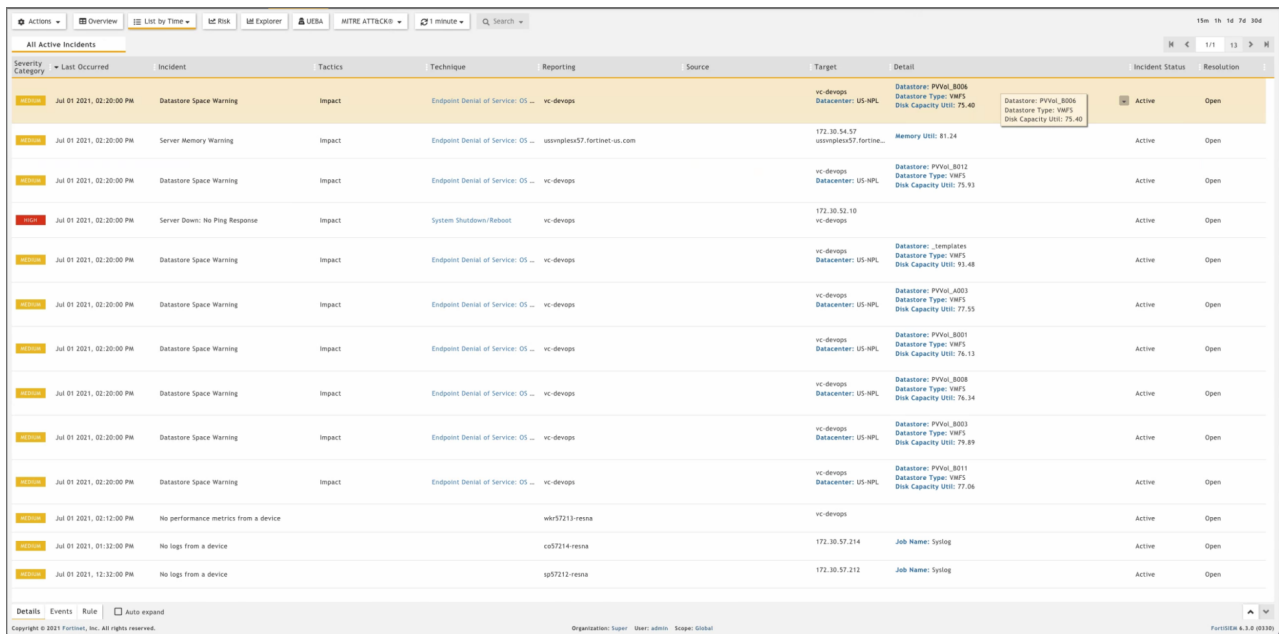 Actions Overview List by Time Risk Explorer UEBA MITRE ATT&CK® 1 minute Search 15m 1h 1d 7d 30d
All Active Incidents 1/1 13
Severity Category Last Occurred Incident Tactics Technique Reporting Source Target Detail Incident Status Resolution
MEDIUM Jul 01 2021, 02:20:00 PM Datastore Space Warning Impact Endpoint Denial of Service: OS ... vc-devops vc-devops Datacenter: US-NPL Datastore: PVVol_B006 Datastore Type: VMFS Disk Capacity Util: 75.40 Active Open
Datastore: PVVol_B006
Datastore Type: VMFS
Disk Capacity Util: 75.40
MEDIUM Jul 01 2021, 02:20:00 PM Server Memory Warning Impact Endpoint Denial of Service: OS ... ussvnplesx57.fortinet-us.com 172.30.54.57 ussvnplesx57.fortine... Memory Util: 81.24 Active Open
MEDIUM Jul 01 2021, 02:20:00 PM Datastore Space Warning Impact Endpoint Denial of Service: OS ... vc-devops vc-devops Datacenter: US-NPL Datastore: PVVol_B012 Datastore Type: VMFS Disk Capacity Util: 75.93 Active Open
HIGH Jul 01 2021, 02:20:00 PM Server Down: No Ping Response Impact System Shutdown/Reboot vc-devops 172.30.52.10 vc-devops Active Open
MEDIUM Jul 01 2021, 02:20:00 PM Datastore Space Warning Impact Endpoint Denial of Service: OS ... vc-devops vc-devops Datacenter: US-NPL Datastore: _templates Datastore Type: VMFS Disk Capacity Util: 93.48 Active Open
MEDIUM Jul 01 2021, 02:20:00 PM Datastore Space Warning Impact Endpoint Denial of Service: OS ... vc-devops vc-devops Datacenter: US-NPL Datastore: PVVol_A003 Datastore Type: VMFS Disk Capacity Util: 77.55 Active Open
MEDIUM Jul 01 2021, 02:20:00 PM Datastore Space Warning Impact Endpoint Denial of Service: OS ... vc-devops vc-devops Datacenter: US-NPL Datastore: PVVol_B001 Datastore Type: VMFS Disk Capacity Util: 76.13 Active Open
MEDIUM Jul 01 2021, 02:20:00 PM Datastore Space Warning Impact Endpoint Denial of Service: OS ... vc-devops vc-devops Datacenter: US-NPL Datastore: PVVol_B008 Datastore Type: VMFS Disk Capacity Util: 76.34 Active Open
MEDIUM Jul 01 2021, 02:20:00 PM Datastore Space Warning Impact Endpoint Denial of Service: OS ... vc-devops vc-devops Datacenter: US-NPL Datastore: PVVol_B003 Datastore Type: VMFS Disk Capacity Util: 79.89 Active Open
MEDIUM Jul 01 2021, 02:20:00 PM Datastore Space Warning Impact Endpoint Denial of Service: OS ... vc-devops vc-devops Datacenter: US-NPL Datastore: PVVol_B011 Datastore Type: VMFS Disk Capacity Util: 77.06 Active Open
MEDIUM Jul 01 2021, 02:12:00 PM No performance metrics from a device wkr57213-resna vc-devops Active Open
MEDIUM Jul 01 2021, 01:32:00 PM No logs from a device co57214-resna 172.30.57.214 Job Name: Syslog Active Open
MEDIUM Jul 01 2021, 12:32:00 PM No logs from a device sp57212-resna 172.30.57.212 Job Name: Syslog Active Open
Details Events Rule Auto expand
Copyright © 2021 Fortinet, Inc. All rights reserved. Organization: Super User: admin Scope: Global FortiSIEM 6.3.0 (0330)